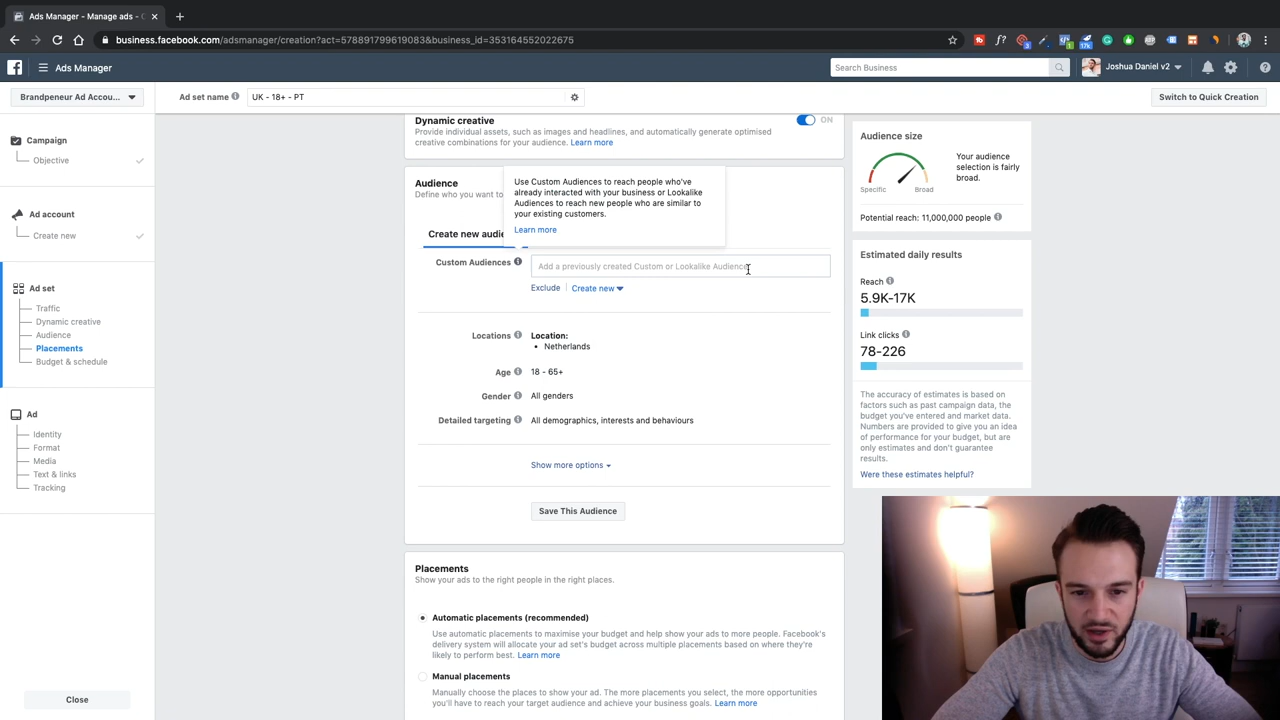 Ads Manager - Manage - C
business.facebook.com/adsmanager/creation?act=578891799619083&business_id=353164552022675
Ads Manager
Search Business
Joshua Daniel v2
Brandpeneur Ad Accou...
Ad set name
UK - 18+ - PT
Switch to Quick Creation
Campaign
Objective
Ad account
Create new
Ad set
Traffic
Dynamic creative
Audience
Placements
Budget & schedule
Ad
Identity
Format
Media
Text & links
Tracking
Close
Dynamic creative
ON
Provide individual assets, such as images and headlines, and automatically generate optimised
creative combinations for your audience. Learn more
Audience
Define who you want to
Use Custom Audiences to reach people who've
already interacted with your business or Lookalike
Audiences to reach new people who are similar to
your existing customers.
Learn more
Create new audie
Custom Audiences
Add a previously created Custom or Lookalike Audience
Exclude
Create new
Locations
Location:
• Netherlands
Age
18 - 65+
Gender
All genders
Detailed targeting
All demographics, interests and behaviours
Show more options
Save This Audience
Placements
Show your ads to the right people in the right places.
Automatic placements (recommended)
Use automatic placements to maximise your budget and help show your ads to more people. Facebook's
delivery system will allocate your ad set's budget across multiple placements based on where they're
likely to perform best. Learn more
Manual placements
Manually choose the places to show your ad. The more placements you select, the more opportunities
you'll have to reach your target audience and achieve your business goals. Learn more
Audience size
Specific
Broad
Your audience
selection is fairly
broad.
Potential reach: 11,000,000 people
Estimated daily results
Reach
5.9K-17K
Link clicks
78-226
The accuracy of estimates is based on
factors such as past campaign data, the
budget you've entered and market data.
Numbers are provided to give you an idea
of performance for your budget, but are
only estimates and don't guarantee
results.
Were these estimates helpful?